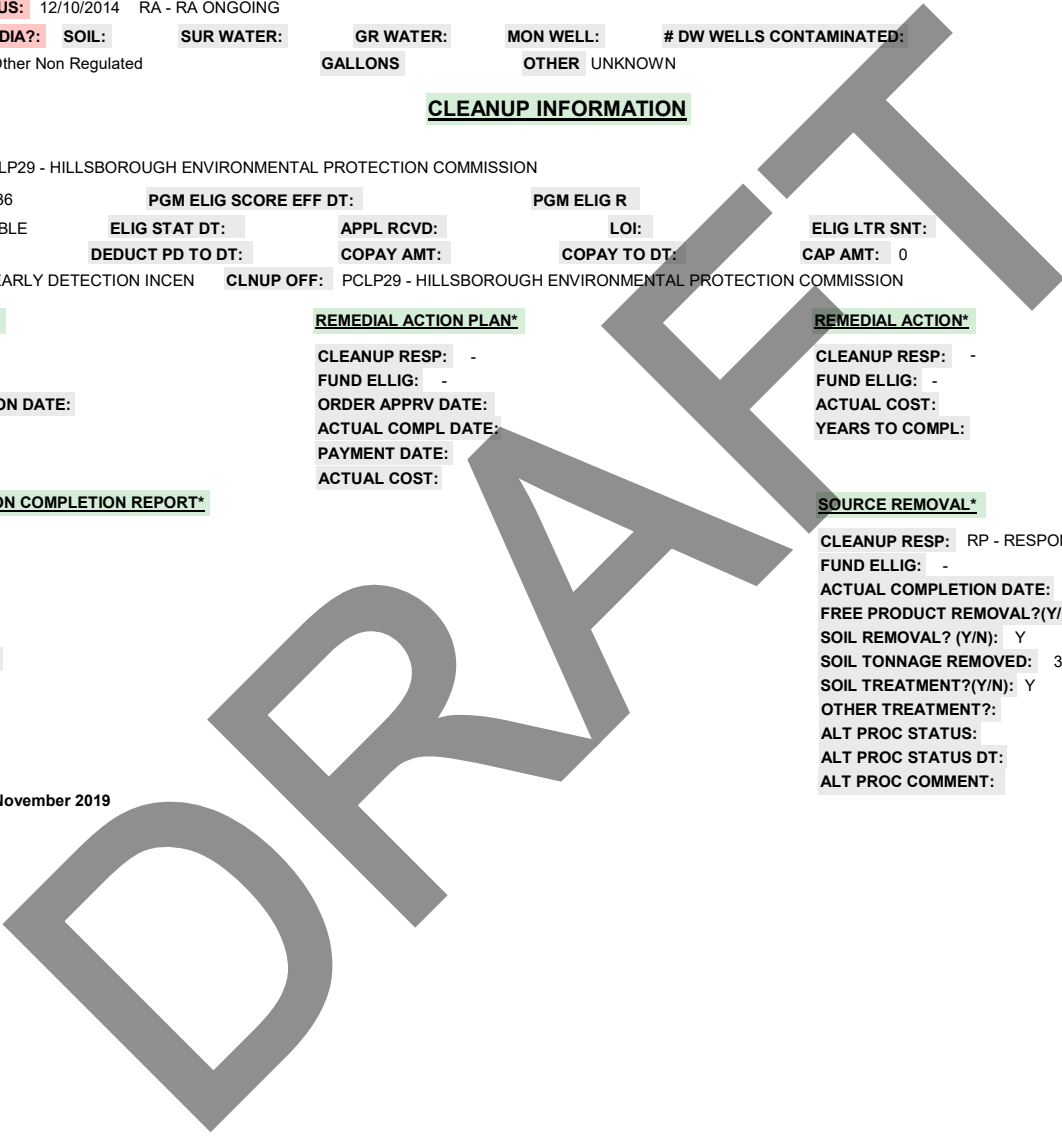 US: 12/10/2014 RA - RA ONGOING
DIA?: SOIL: SUR WATER: GR WATER: MON WELL: # DW WELLS CONTAMINATED:
Other Non Regulated GALLONS OTHER UNKNOWN
CLEANUP INFORMATION
LP29 - HILLSBOROUGH ENVIRONMENTAL PROTECTION COMMISSION
36 PGM ELIG SCORE EFF DT: PGM ELIG R
BLE ELIG STAT DT: APPL RCVD: LOI: ELIG LTR SNT:
DEDUCT PD TO DT: COPAY AMT: COPAY TO DT: CAP AMT: 0
EARLY DETECTION INCEN CLNUP OFF: PCLP29 - HILLSBOROUGH ENVIRONMENTAL PROTECTION COMMISSION
ON DATE:
REMEDIAL ACTION PLAN*
CLEANUP RESP: -
FUND ELLIG: -
ORDER APPRV DATE:
ACTUAL COMPL DATE:
PAYMENT DATE:
ACTUAL COST:
REMEDIAL ACTION*
CLEANUP RESP: -
FUND ELLIG: -
ACTUAL COST:
YEARS TO COMPL:
ON COMPLETION REPORT*
SOURCE REMOVAL*
CLEANUP RESP: RP - RESPON
FUND ELLIG: -
ACTUAL COMPLETION DATE:
FREE PRODUCT REMOVAL?(Y/
SOIL REMOVAL? (Y/N): Y
SOIL TONNAGE REMOVED: 3
SOIL TREATMENT?(Y/N): Y
OTHER TREATMENT?:
ALT PROC STATUS:
ALT PROC STATUS DT:
ALT PROC COMMENT:
November 2019
DRAFT